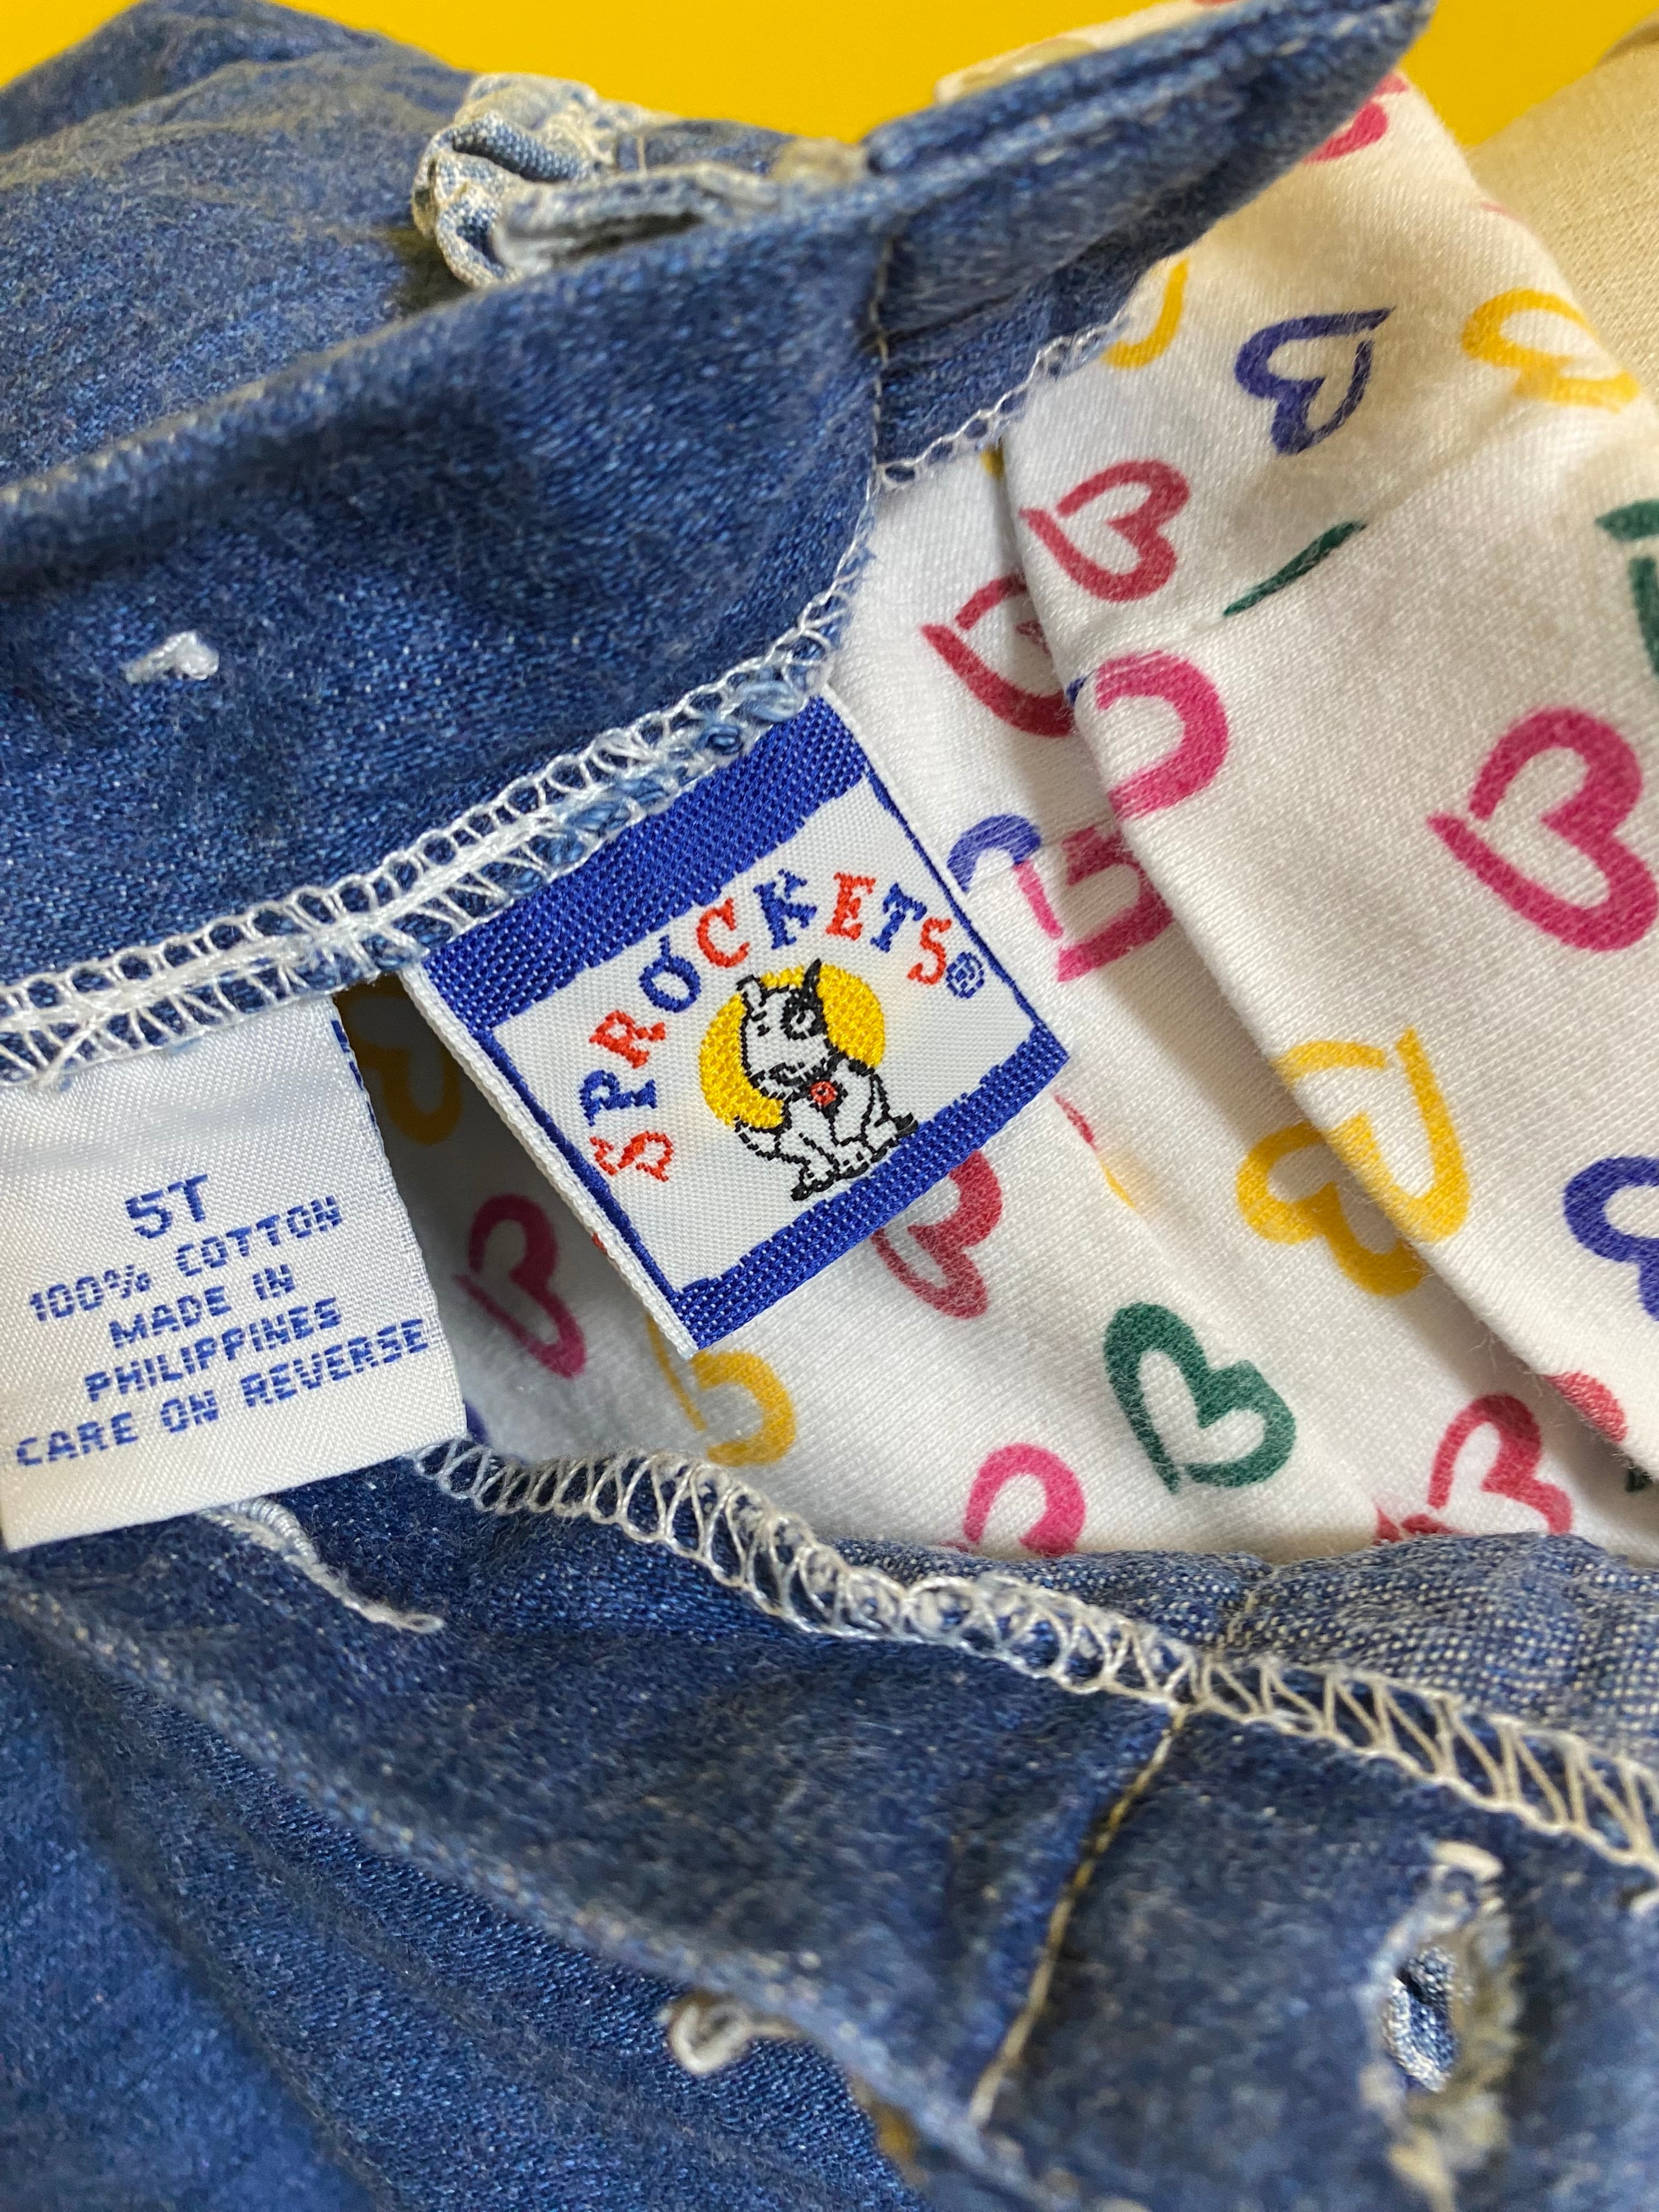 SPROCKETS®
5T
100% COTTON
MADE IN
PHILIPPINES
CARE ON REVERSE